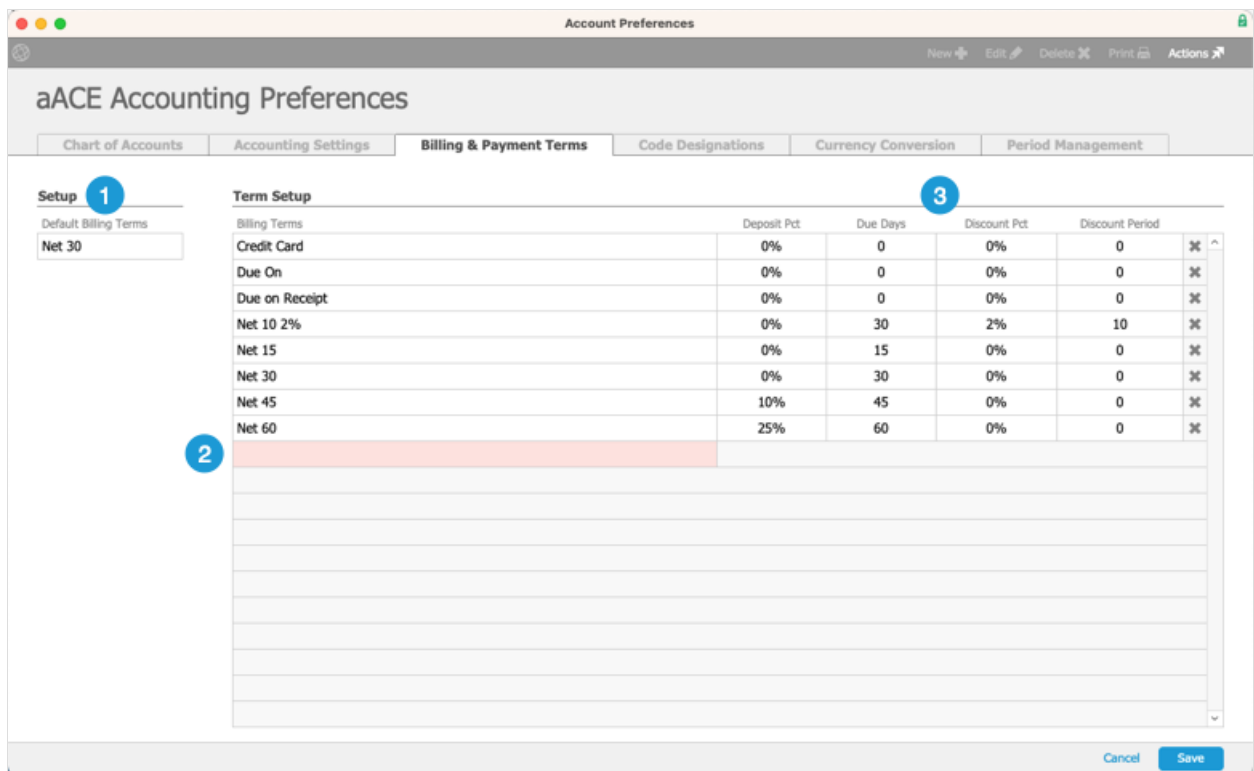 Account Preferences
New Edit Delete Print Actions
aACE Accounting Preferences
Chart of Accounts Accounting Settings Billing & Payment Terms Code Designations Currency Conversion Period Management
Setup 1 Term Setup 3
Default Billing Terms Billing Terms Deposit Pct Due Days Discount Pct Discount Period
Net 30 Credit Card 0% 0 0% 0
Due On 0% 0 0% 0
Due on Receipt 0% 0 0% 0
Net 10 2% 0% 30 2% 10
Net 15 0% 15 0% 0
Net 30 0% 30 0% 0
Net 45 10% 45 0% 0
Net 60 25% 60 0% 0
2
Cancel Save